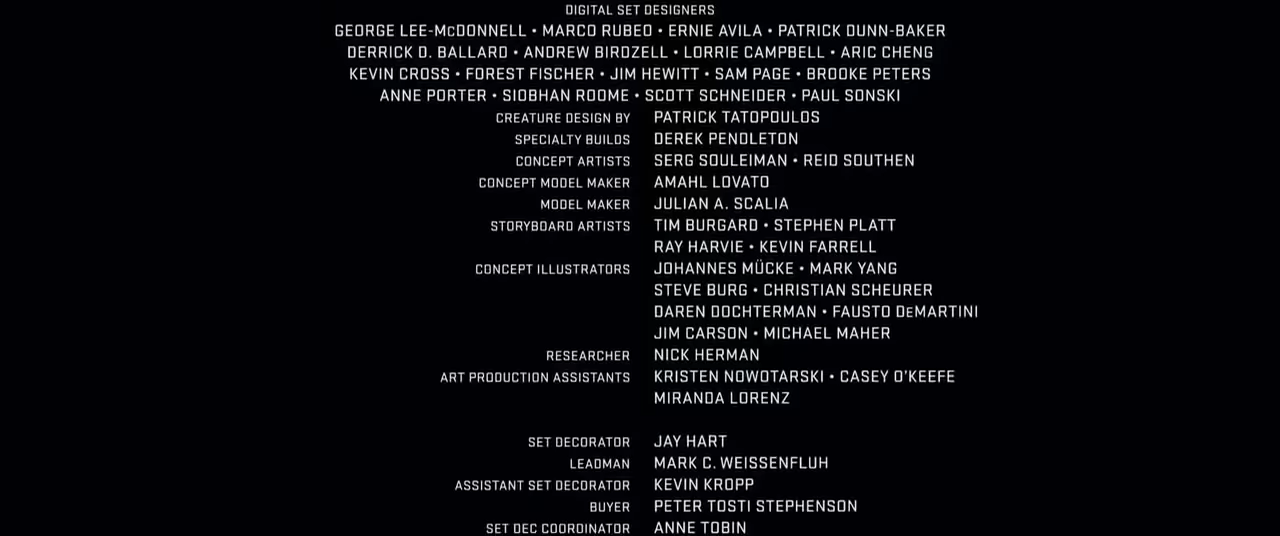 DIGITAL SET DESIGNERS
GEORGE LEE-McDONNELL • MARCO RUBEO • ERNIE AVILA • PATRICK DUNN-BAKER
DERRICK D. BALLARD • ANDREW BIRDZELL • LORRIE CAMPBELL • ARIC CHENG
KEVIN CROSS • FOREST FISCHER • JIM HEWITT • SAM PAGE • BROOKE PETERS
ANNE PORTER • SIOBHAN ROOME • SCOTT SCHNEIDER • PAUL SONSKI
CREATURE DESIGN BY PATRICK TATOPOULOS
SPECIALTY BUILDS DEREK PENDLETON
CONCEPT ARTISTS SERG SOULEIMAN • REID SOUTHEN
CONCEPT MODEL MAKER AMAHL LOVATO
MODEL MAKER JULIAN A. SCALIA
STORYBOARD ARTISTS TIM BURGARD • STEPHEN PLATT
RAY HARVIE • KEVIN FARRELL
CONCEPT ILLUSTRATORS JOHANNES MÜCKE • MARK YANG
STEVE BURG • CHRISTIAN SCHEURER
DAREN DOCHTERMAN • FAUSTO DeMARTINI
JIM CARSON • MICHAEL MAHER
RESEARCHER NICK HERMAN
ART PRODUCTION ASSISTANTS KRISTEN NOWOTARSKI • CASEY O'KEEFE
MIRANDA LORENZ
SET DECORATOR JAY HART
LEADMAN MARK C. WEISSENFLUH
ASSISTANT SET DECORATOR KEVIN KROPP
BUYER PETER TOSTI STEPHENSON
SET DEC COORDINATOR ANNE TOBIN